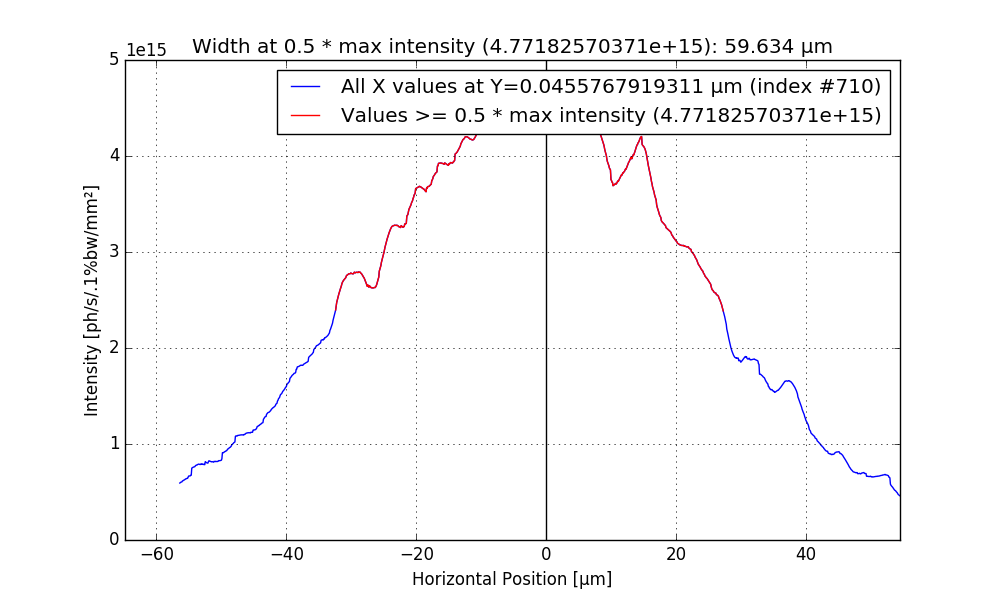 Width at 0.5 * max intensity (4.77182570371e+15): 59.634 µm
1e15
All X values at Y=0.0455767919311 µm (index #710)
Values >= 0.5 * max intensity (4.77182570371e+15)
5
4
3
2
1
0
Intensity [ph/s/.1%bw/mm²]
−60 −40 −20 0 20 40
Horizontal Position [µm]